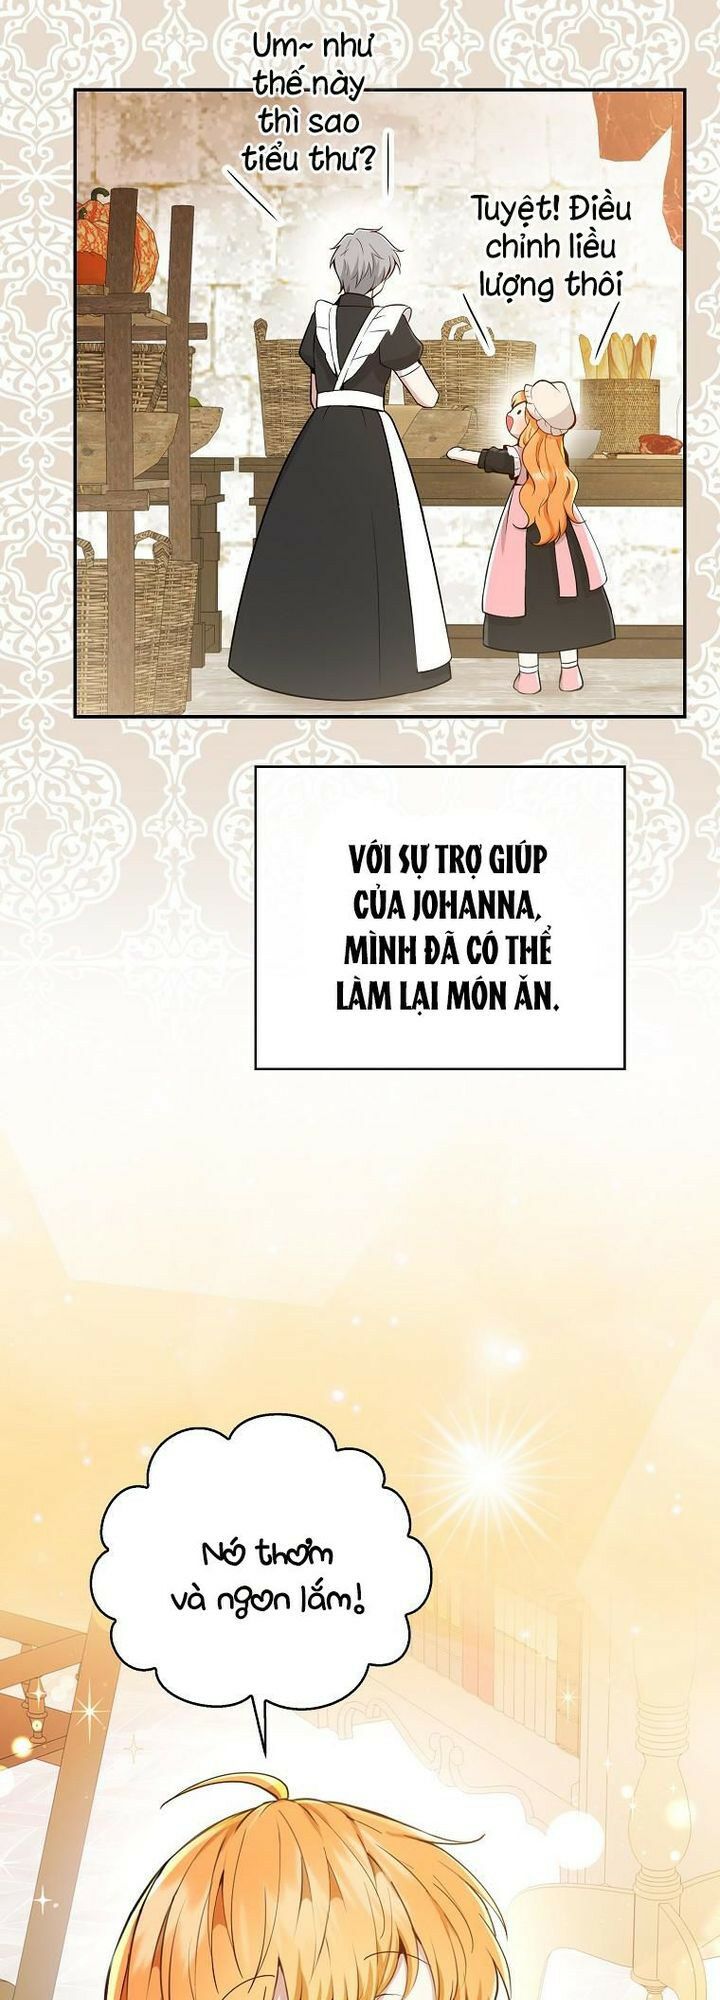 Um~ như
thế này
thì sao
tiểu thư?
Tuyệt! Điều
chỉnh liều
lượng thôi
VỚI SỰ TRỢ GIÚP
CỦA JOHANNA,
MÌNH ĐÃ CÓ THỂ
LÀM LẠI MÓN ĂN.
Nó thơm
và ngon lắm!